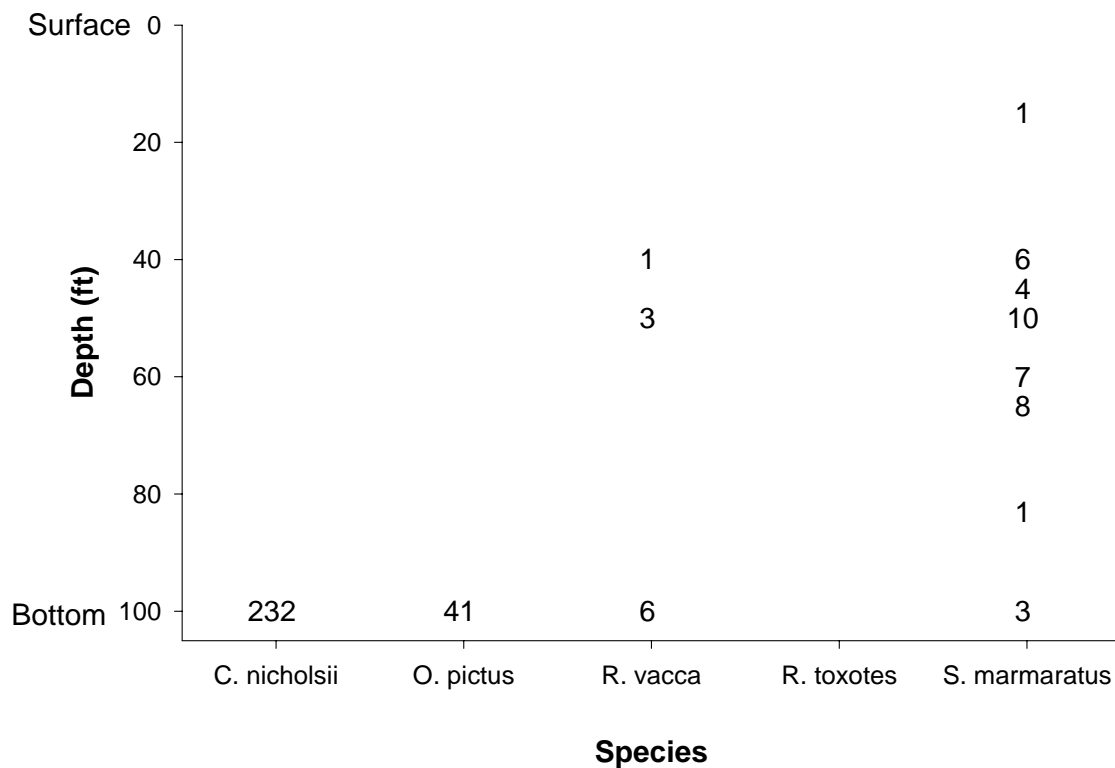 Surface 0
1
20
40 1 6
4
3 10
Depth (ft)
60 7
8
80
1
Bottom 100 232 41 6 3
C. nicholsii O. pictus R. vacca R. toxotes S. marmaratus
Species